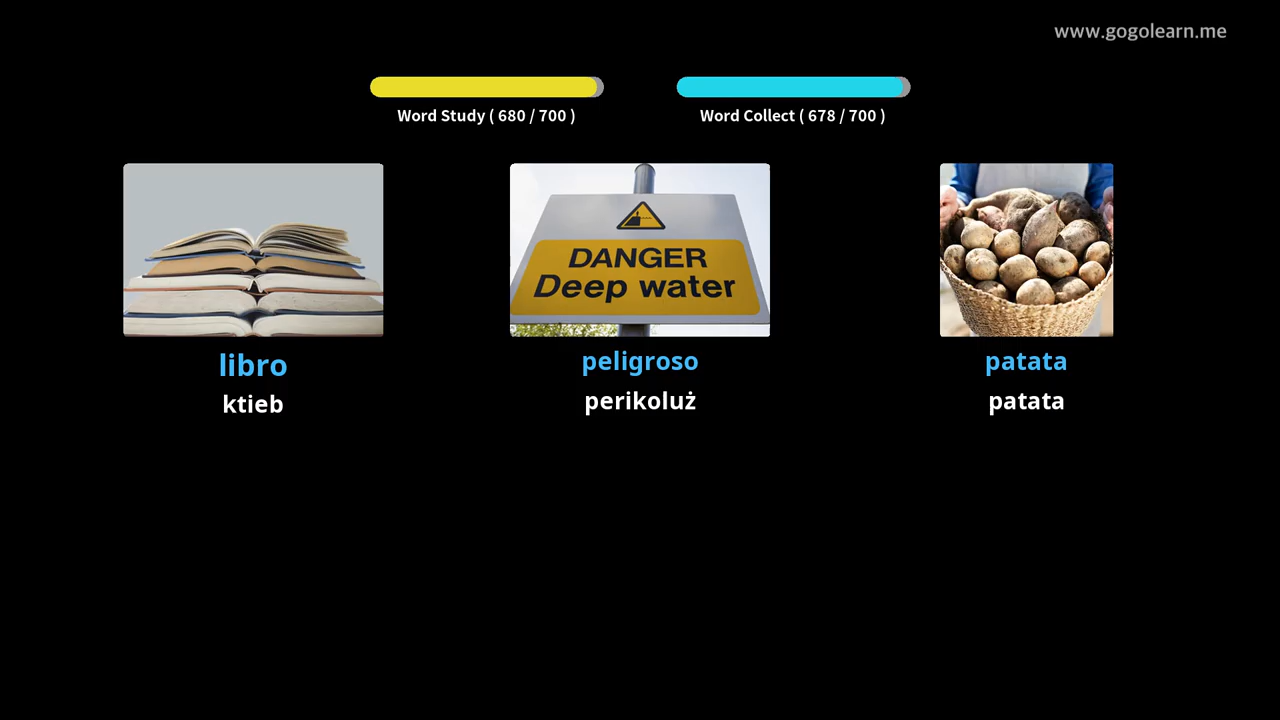 www.gogolearn.me
Word Study ( 680 / 700 )
Word Collect ( 678 / 700 )
DANGER
Deep water
libro
ktieb
peligroso
perikoluż
patata
patata